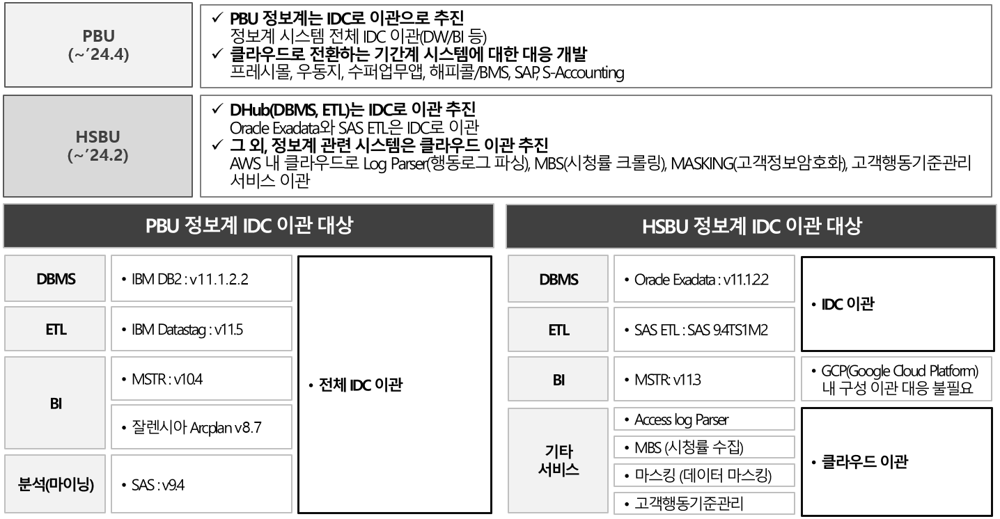 PBU
(~’24.4)
✓ PBU 정보계는 IDC로 이관으로 추진
정보계 시스템 전체 IDC 이관(DW/BI 등)
✓ 클라우드로 전환하는 기간계 시스템에 대한 대응 개발
프레시몰, 우동지, 수퍼업무앱, 해피콜/BMS, SAP, S-Accounting
HSBU
(~’24.2)
✓ DHub(DBMS, ETL)는 IDC로 이관 추진
Oracle Exadata와 SAS ETL은 IDC로 이관
✓ 그 외, 정보계 관련 시스템은 클라우드 이관 추진
AWS 내 클라우드로 Log Parser(행동로그 파싱), MBS(시청률 크롤링), MASKING(고객정보암호화), 고객행동기준관리
서비스 이관
PBU 정보계 IDC 이관 대상
DBMS
• IBM DB2 : v11.1.2.2
ETL
• IBM Datastag : v11.5
BI
• MSTR : v10.4
• 잘렌시아 Arcplan v8.7
분석(마이닝)
• SAS : v9.4
• 전체 IDC 이관
HSBU 정보계 IDC 이관 대상
DBMS
• Oracle Exadata : v11.1.2.2.2
ETL
• SAS ETL : SAS 9.4TS1M2
• IDC 이관
BI
• MSTR: v11.3
• GCP(Google Cloud Platform)
내 구성 이관 대응 불필요
기타
서비스
• Access log Parser
• MBS (시청률 수집)
• 마스킹 (데이터 마스킹)
• 고객행동기준관리
• 클라우드 이관